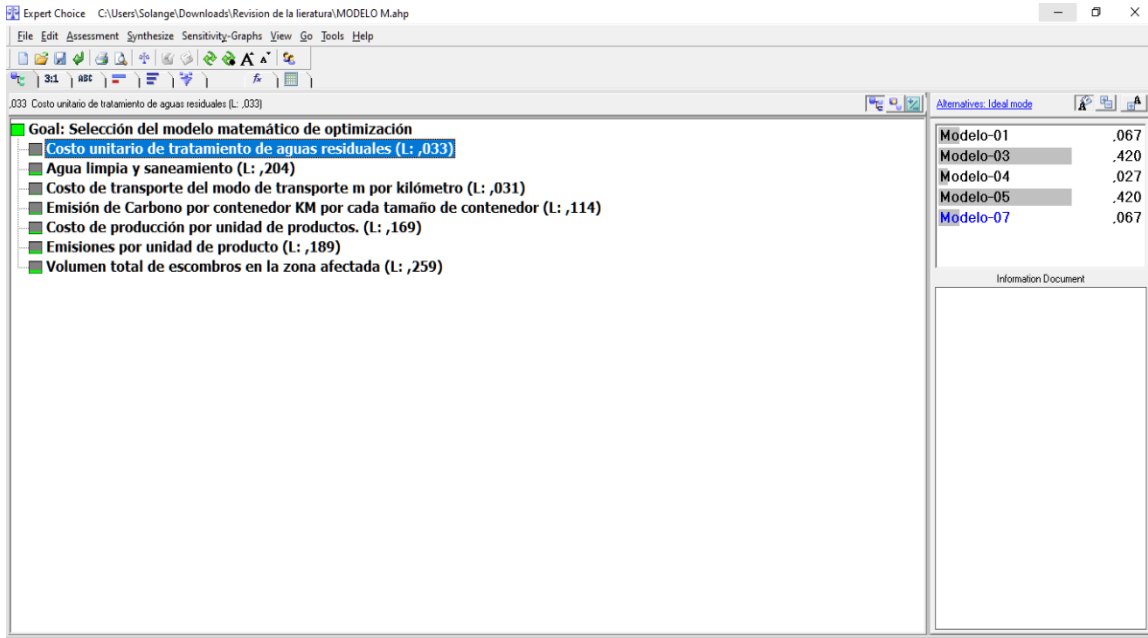 Expert Choice C:\Users\Solange\Downloads\Revision de la lieratura\MODELO M.ahp
File Edit Assessment Synthesize Sensitivity-Graphs View Go Tools Help
3:1 ABC fx
,033 Costo unitario de tratamiento de aguas residuales (L: ,033)
Goal: Selección del modelo matemático de optimización
Costo unitario de tratamiento de aguas residuales (L: ,033)
Agua limpia y saneamiento (L: ,204)
Costo de transporte del modo de transporte m por kilómetro (L: ,031)
Emisión de Carbono por contenedor KM por cada tamaño de contenedor (L: ,114)
Costo de producción por unidad de productos. (L: ,169)
Emisiones por unidad de producto (L: ,189)
Volumen total de escombros en la zona afectada (L: ,259)
Alternatives: Ideal mode
Modelo-01 ,067
Modelo-03 ,420
Modelo-04 ,027
Modelo-05 ,420
Modelo-07 ,067
Information Document